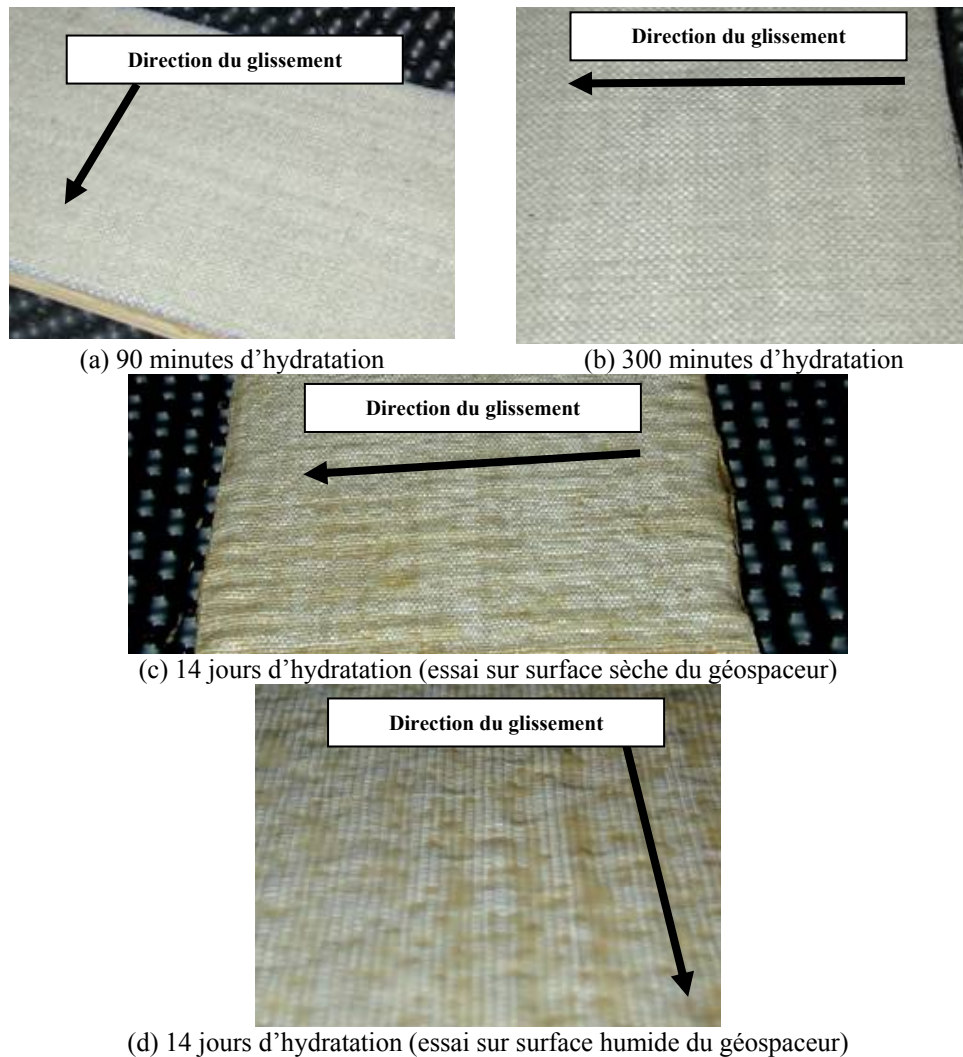 Direction du glissement
Direction du glissement
(a) 90 minutes d’hydratation
(b) 300 minutes d’hydratation
Direction du glissement
(c) 14 jours d’hydratation (essai sur surface sèche du géospaceur)
Direction du glissement
(d) 14 jours d’hydratation (essai sur surface humide du géospaceur)